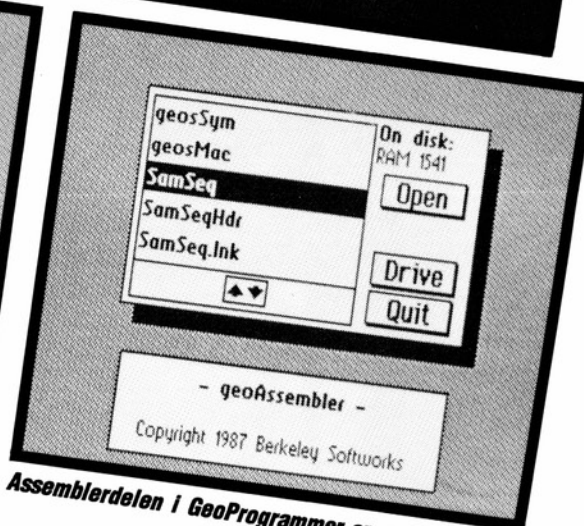 geosSym
geosMac
SamSeq
SamSeqHdr
SamSeq.lnk
On disk:
RAM 1541
Open
Drive
Quit
- geoAssembler -
Copyright 1987 Berkeley Softworks
Assemblerdelen i GeoProgrammer